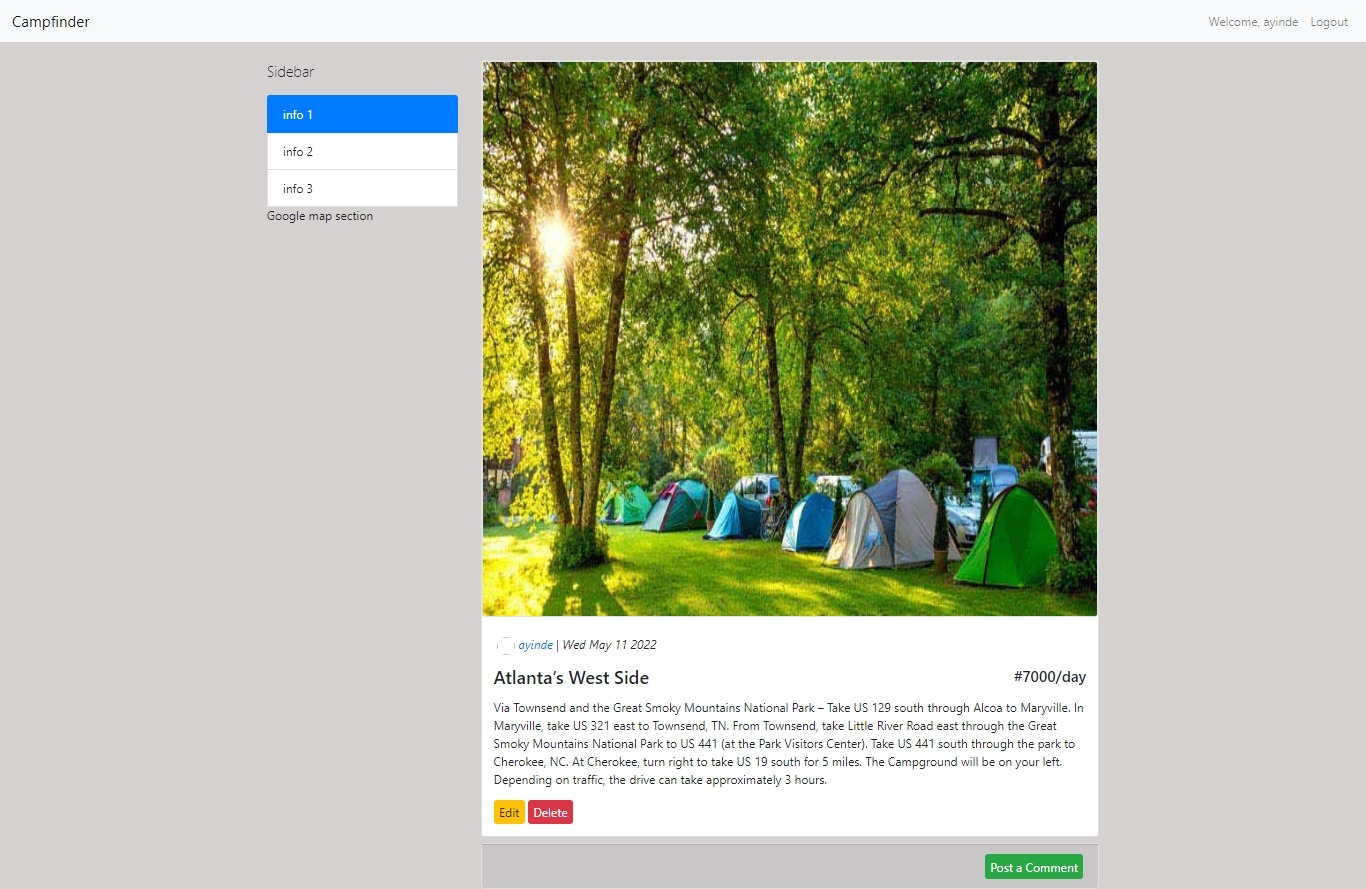 Campfinder
Welcome, ayinde Logout
Sidebar
info 1
info 2
info 3
Google map section
ayinde | Wed May 11 2022
Atlanta’s West Side
#7000/day
Via Townsend and the Great Smoky Mountains National Park – Take US 129 south through Alcoa to Maryville. In
Maryville, take US 321 east to Townsend, TN. From Townsend, take Little River Road east through the Great
Smoky Mountains National Park to US 441 (at the Park Visitors Center). Take US 441 south through the park to
Cherokee, NC. At Cherokee, turn right to take US 19 south for 5 miles. The Campground will be on your left.
Depending on traffic, the drive can take approximately 3 hours.
Edit Delete
Post a Comment